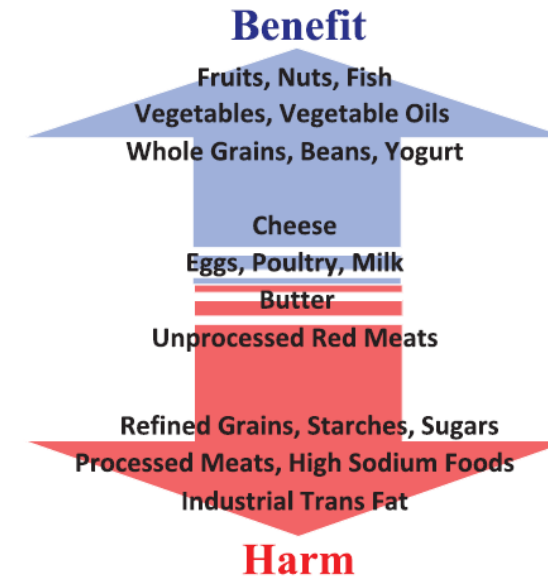 Benefit
Fruits, Nuts, Fish
Vegetables, Vegetable Oils
Whole Grains, Beans, Yogurt
Cheese
Eggs, Poultry, Milk
Butter
Unprocessed Red Meats
Refined Grains, Starches, Sugars
Processed Meats, High Sodium Foods
Industrial Trans Fat
Harm